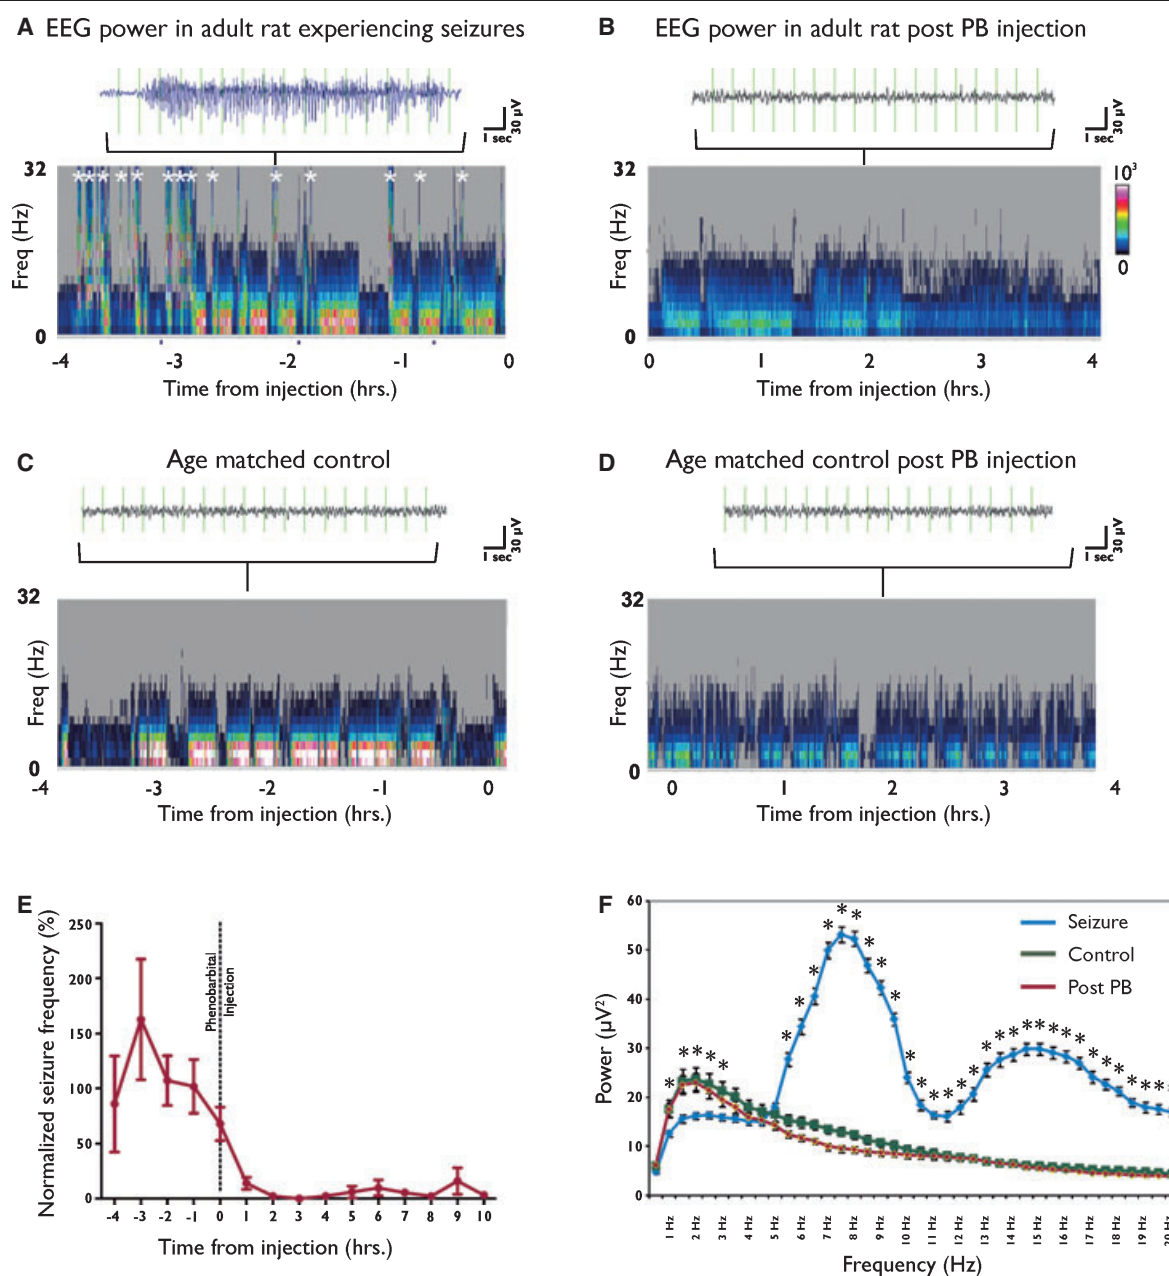 A EEG power in adult rat experiencing seizures
1 sec
30 µV
32
* * * * * * * * * * * * * *
Freq (Hz)
0
-4 -3 -2 -1 0
Time from injection (hrs.)
B EEG power in adult rat post PB injection
1 sec
30 µV
32
10³
0
Freq (Hz)
0
0 1 2 3 4
Time from injection (hrs.)
C Age matched control
1 sec
30 µV
32
Freq (Hz)
0
-4 -3 -2 -1 0
Time from injection (hrs.)
D Age matched control post PB injection
1 sec
30 µV
32
Freq (Hz)
0
0 1 2 3 4
Time from injection (hrs.)
E
Normalized seizure frequency (%)
250
200
150
100
50
0
Phenobarbital
Injection
-4 -3 -2 -1 0 1 2 3 4 5 6 7 8 9 10
Time from injection (hrs.)
F
Power (µV²)
60
50
40
30
20
10
0
Seizure
Control
Post PB
1 Hz 2 Hz 3 Hz 4 Hz 5 Hz 6 Hz 7 Hz 8 Hz 9 Hz 10 Hz 11 Hz 12 Hz 13 Hz 14 Hz 15 Hz 16 Hz 17 Hz 18 Hz 19 Hz 20 Hz
Frequency (Hz)